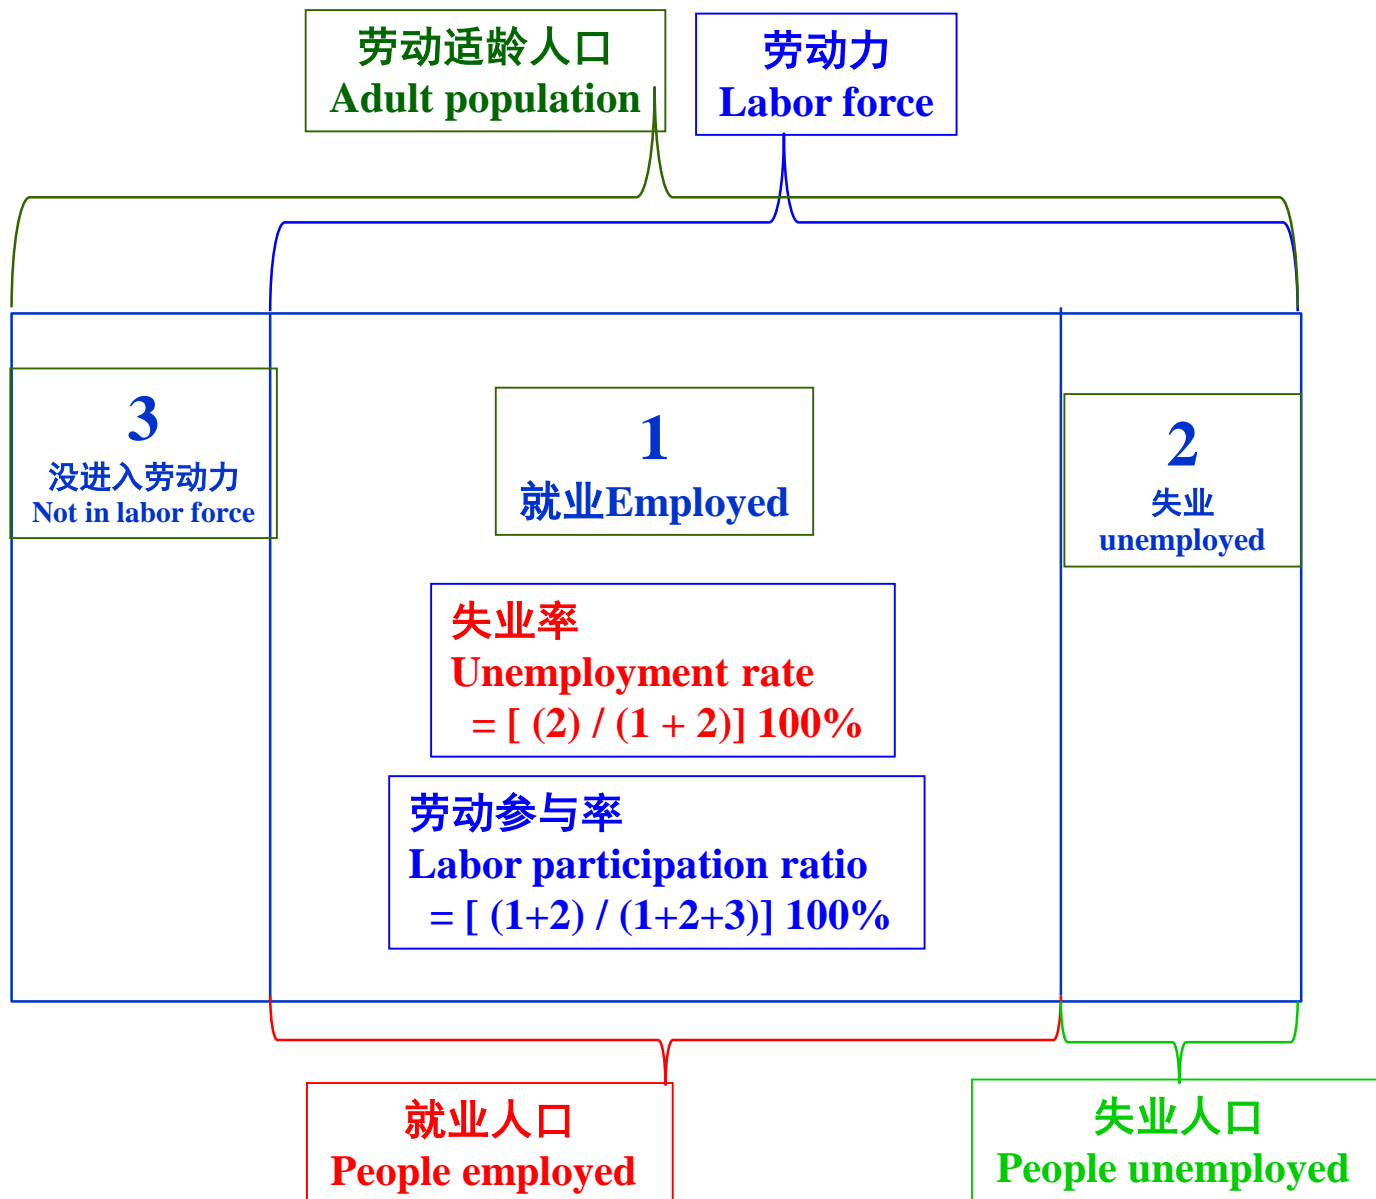 劳动适龄人口
Adult population
劳动力
Labor force
3
没进入劳动力
Not in labor force
1
就业Employed
2
失业
unemployed
失业率
Unemployment rate
= [ (2) / (1 + 2)] 100%
劳动参与率
Labor participation ratio
= [ (1+2) / (1+2+3)] 100%
就业人口
People employed
失业人口
People unemployed